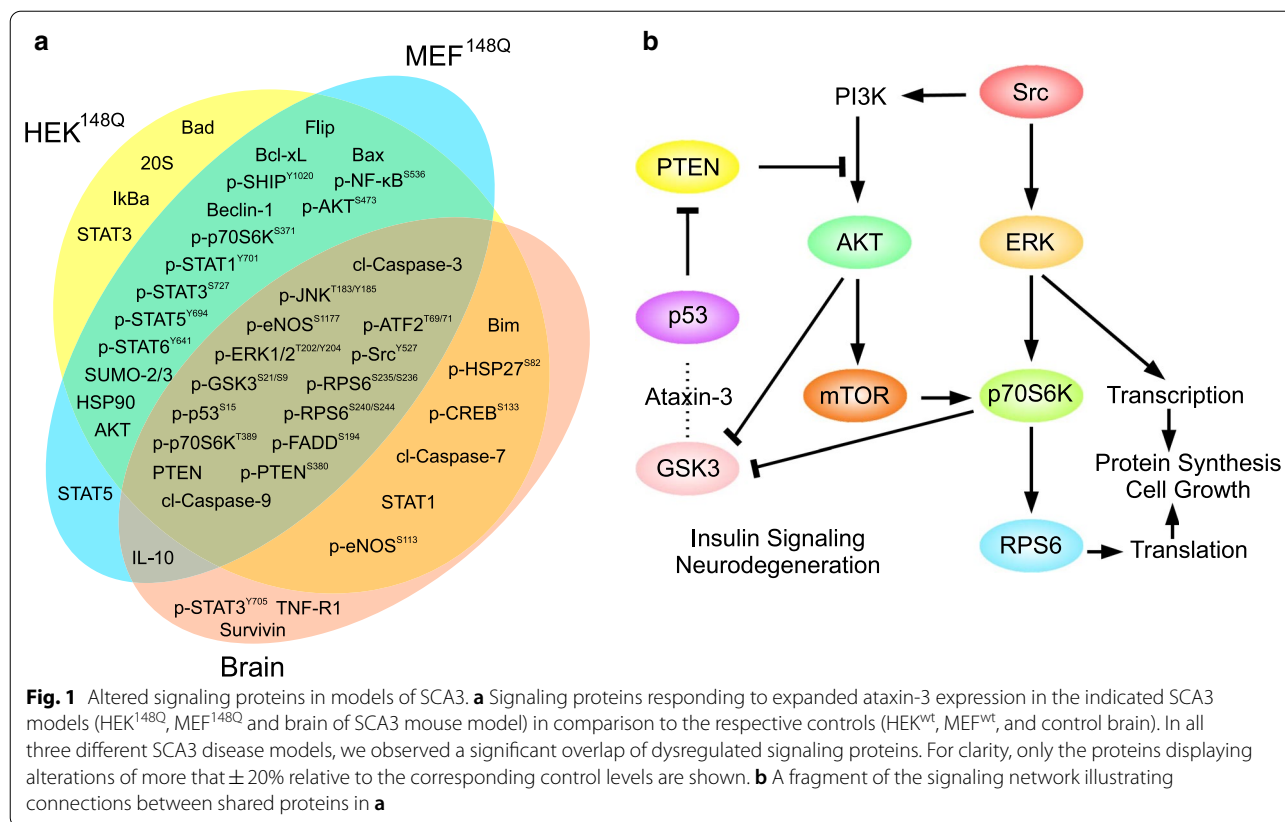 a
HEK148Q
MEF148Q
Bad
20S
IkBa
STAT3
Flip
Bcl-xL Bax
p-SHIPY1020 p-NF-κBS536
Beclin-1 p-AKTS473
p-p70S6KS371
p-STAT1Y701
p-STAT3S727
p-STAT5Y694
p-STAT6Y641
SUMO-2/3
HSP90
AKT
STAT5
cl-Caspase-3
p-JNKT183/Y185
p-eNOSS1177 p-ATF2T69/71
p-ERK1/2T202/Y204 p-SrcY527
p-GSK3S21/S9 p-RPS6S235/S236
p-p53S15 p-RPS6S240/S244
p-p70S6KT389 p-FADDS194
PTEN p-PTENS380
cl-Caspase-9
Bim
p-HSP27S82
p-CREBS133
cl-Caspase-7
STAT1
p-eNOSS113
IL-10
p-STAT3Y705 TNF-R1
Survivin
Brain
b
PI3K
Src
PTEN
AKT
ERK
p53
Ataxin-3
mTOR
p70S6K
Transcription
GSK3
Protein Synthesis
Cell Growth
RPS6
Translation
Insulin Signaling
Neurodegeneration
Fig. 1 Altered signaling proteins in models of SCA3. a Signaling proteins responding to expanded ataxin-3 expression in the indicated SCA3
models (HEK148Q, MEF148Q and brain of SCA3 mouse model) in comparison to the respective controls (HEKwt, MEFwt, and control brain). In all
three different SCA3 disease models, we observed a significant overlap of dysregulated signaling proteins. For clarity, only the proteins displaying
alterations of more that ± 20% relative to the corresponding control levels are shown. b A fragment of the signaling network illustrating
connections between shared proteins in a